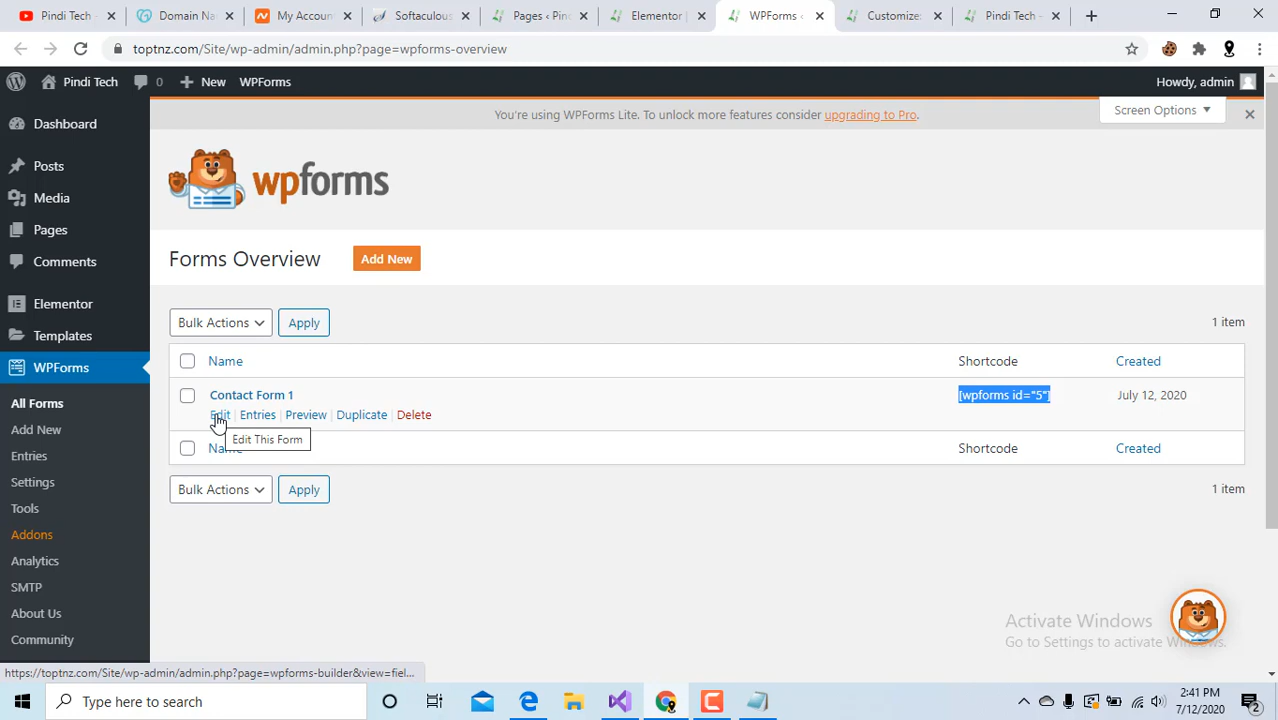 Pindi Tech -
Domain Na
My Accoun
Softaculous
Pages ‹ Pind
Elementor |
WPForms ‹
Customize:
Pindi Tech -
toptnz.com/Site/wp-admin/admin.php?page=wpforms-overview
Pindi Tech 0 New WPForms Howdy, admin
Dashboard
Posts
Media
Pages
Comments
Elementor
Templates
WPForms
All Forms
Add New
Entries
Settings
Tools
Addons
Analytics
SMTP
About Us
Community
You're using WPForms Lite. To unlock more features consider upgrading to Pro.
Screen Options
wpforms
Forms Overview Add New
Bulk Actions Apply 1 item
Name Shortcode Created
Contact Form 1 [wpforms id="5"] July 12, 2020
Edit | Entries | Preview | Duplicate | Delete
Edit This Form
Name Shortcode Created
Bulk Actions Apply 1 item
Activate Windows
Go to Settings to activate Windows.
https://toptnz.com/Site/wp-admin/admin.php?page=wpforms-builder&view=fiel...
Type here to search
2:41 PM
7/12/2020
2